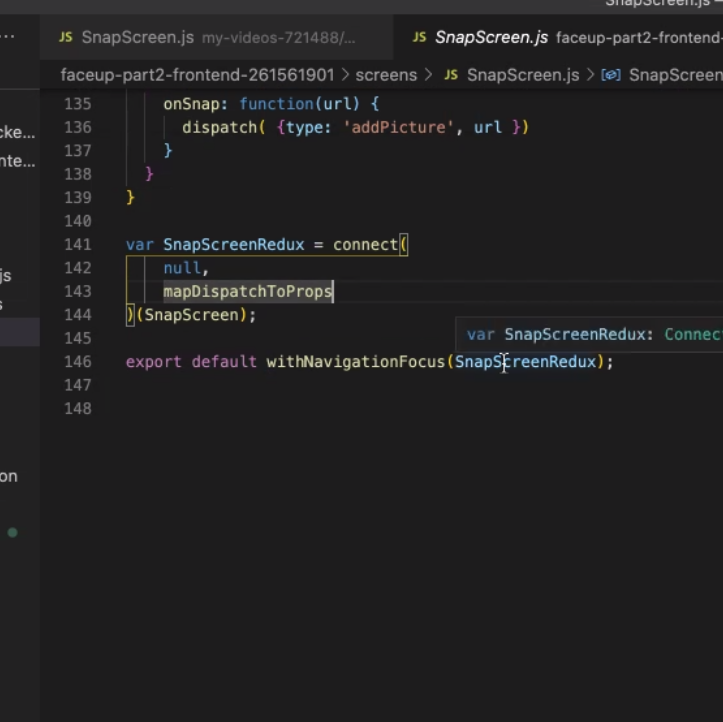 SnapScreen.js —
... JS SnapScreen.js my-videos-721488/... JS SnapScreen.js faceup-part2-frontend-
faceup-part2-frontend-261561901 > screens > JS SnapScreen.js > SnapScreen
cke...
nte...
js
s
on
135 onSnap: function(url) {
136 dispatch( {type: 'addPicture', url })
137 }
138 }
139 }
140
141 var SnapScreenRedux = connect(
142 null,
143 mapDispatchToProps
144 )(SnapScreen);
145
var SnapScreenRedux: Connec
146 export default withNavigationFocus(SnapScreenRedux);
147
148